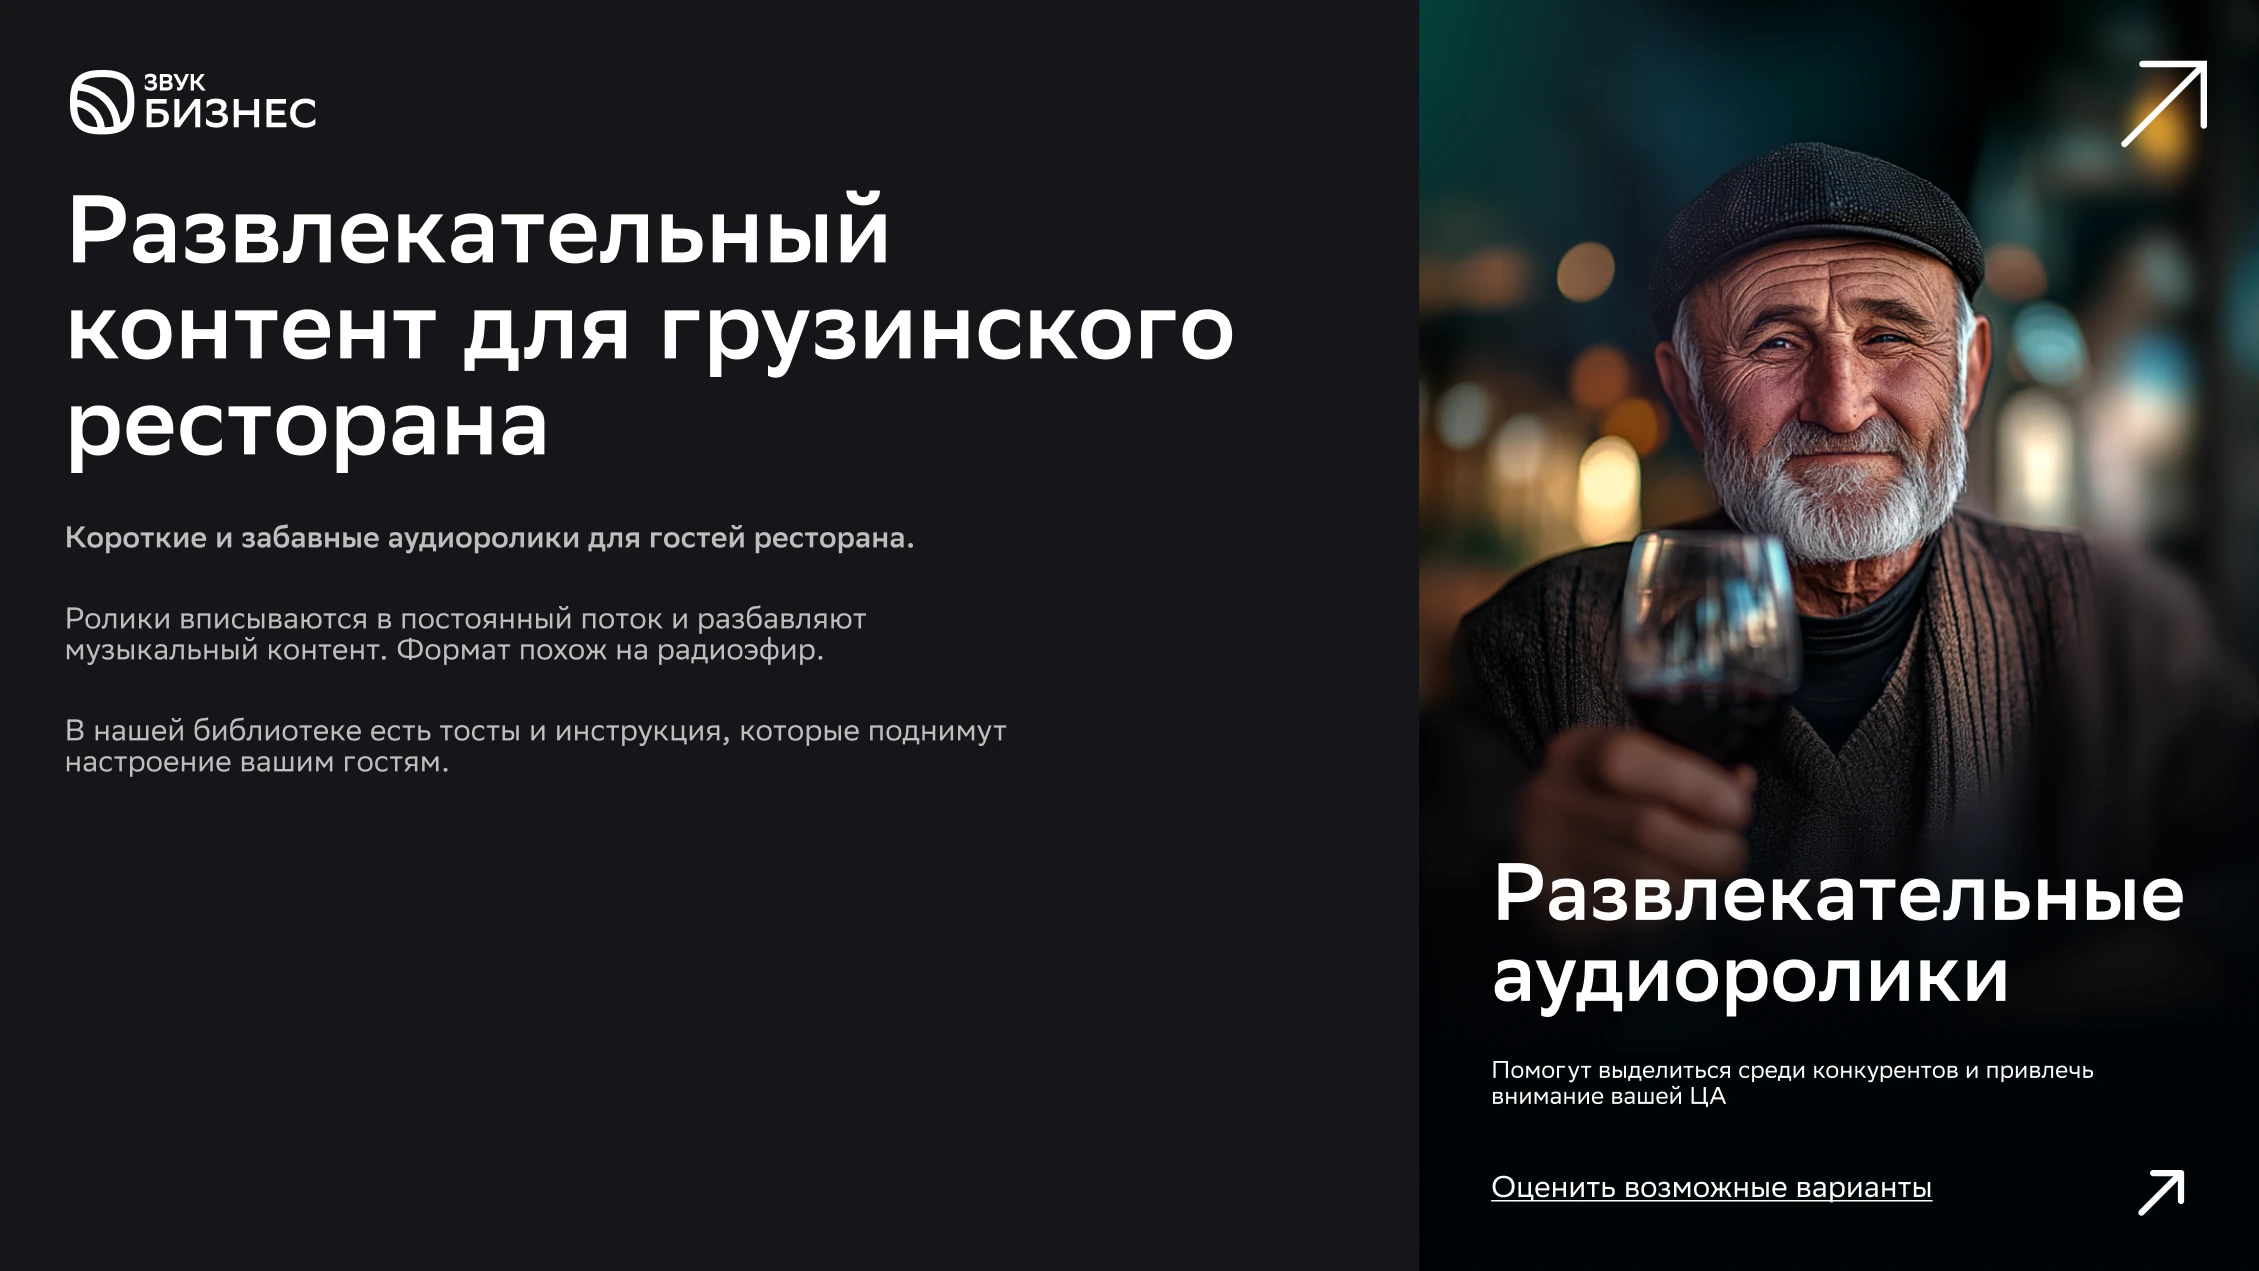 ЗВУК
БИЗНЕС
Развлекательный
контент для грузинского
ресторана
Короткие и забавные аудиоролики для гостей ресторана.
Ролики вписываются в постоянный поток и разбавляют
музыкальный контент. Формат похож на радиоэфир.
В нашей библиотеке есть тосты и инструкция, которые поднимут
настроение вашим гостям.
Развлекательные
аудиоролики
Помогут выделиться среди конкурентов и привлечь
внимание вашей ЦА
Оценить возможные варианты